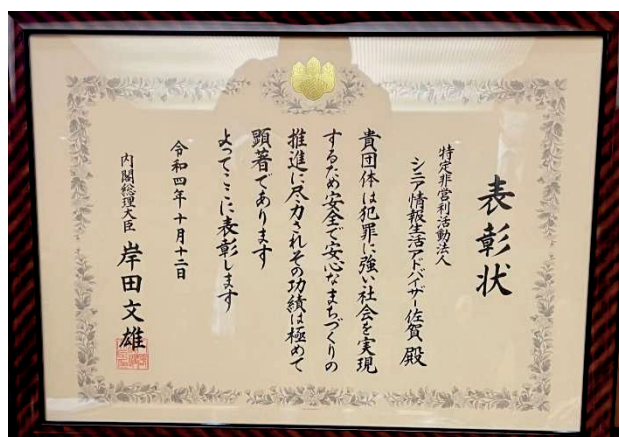 表彰状
特定非営利活動法人
シニア情報生活アドバイザー佐賀 殿
貴団体は犯罪に強い社会を実現
するため安全で安心なまちづくりの
推進に尽力されその功績は極めて
顕著であります
よってここに表彰します
令和四年十月十二日
内閣総理大臣 岸田文雄